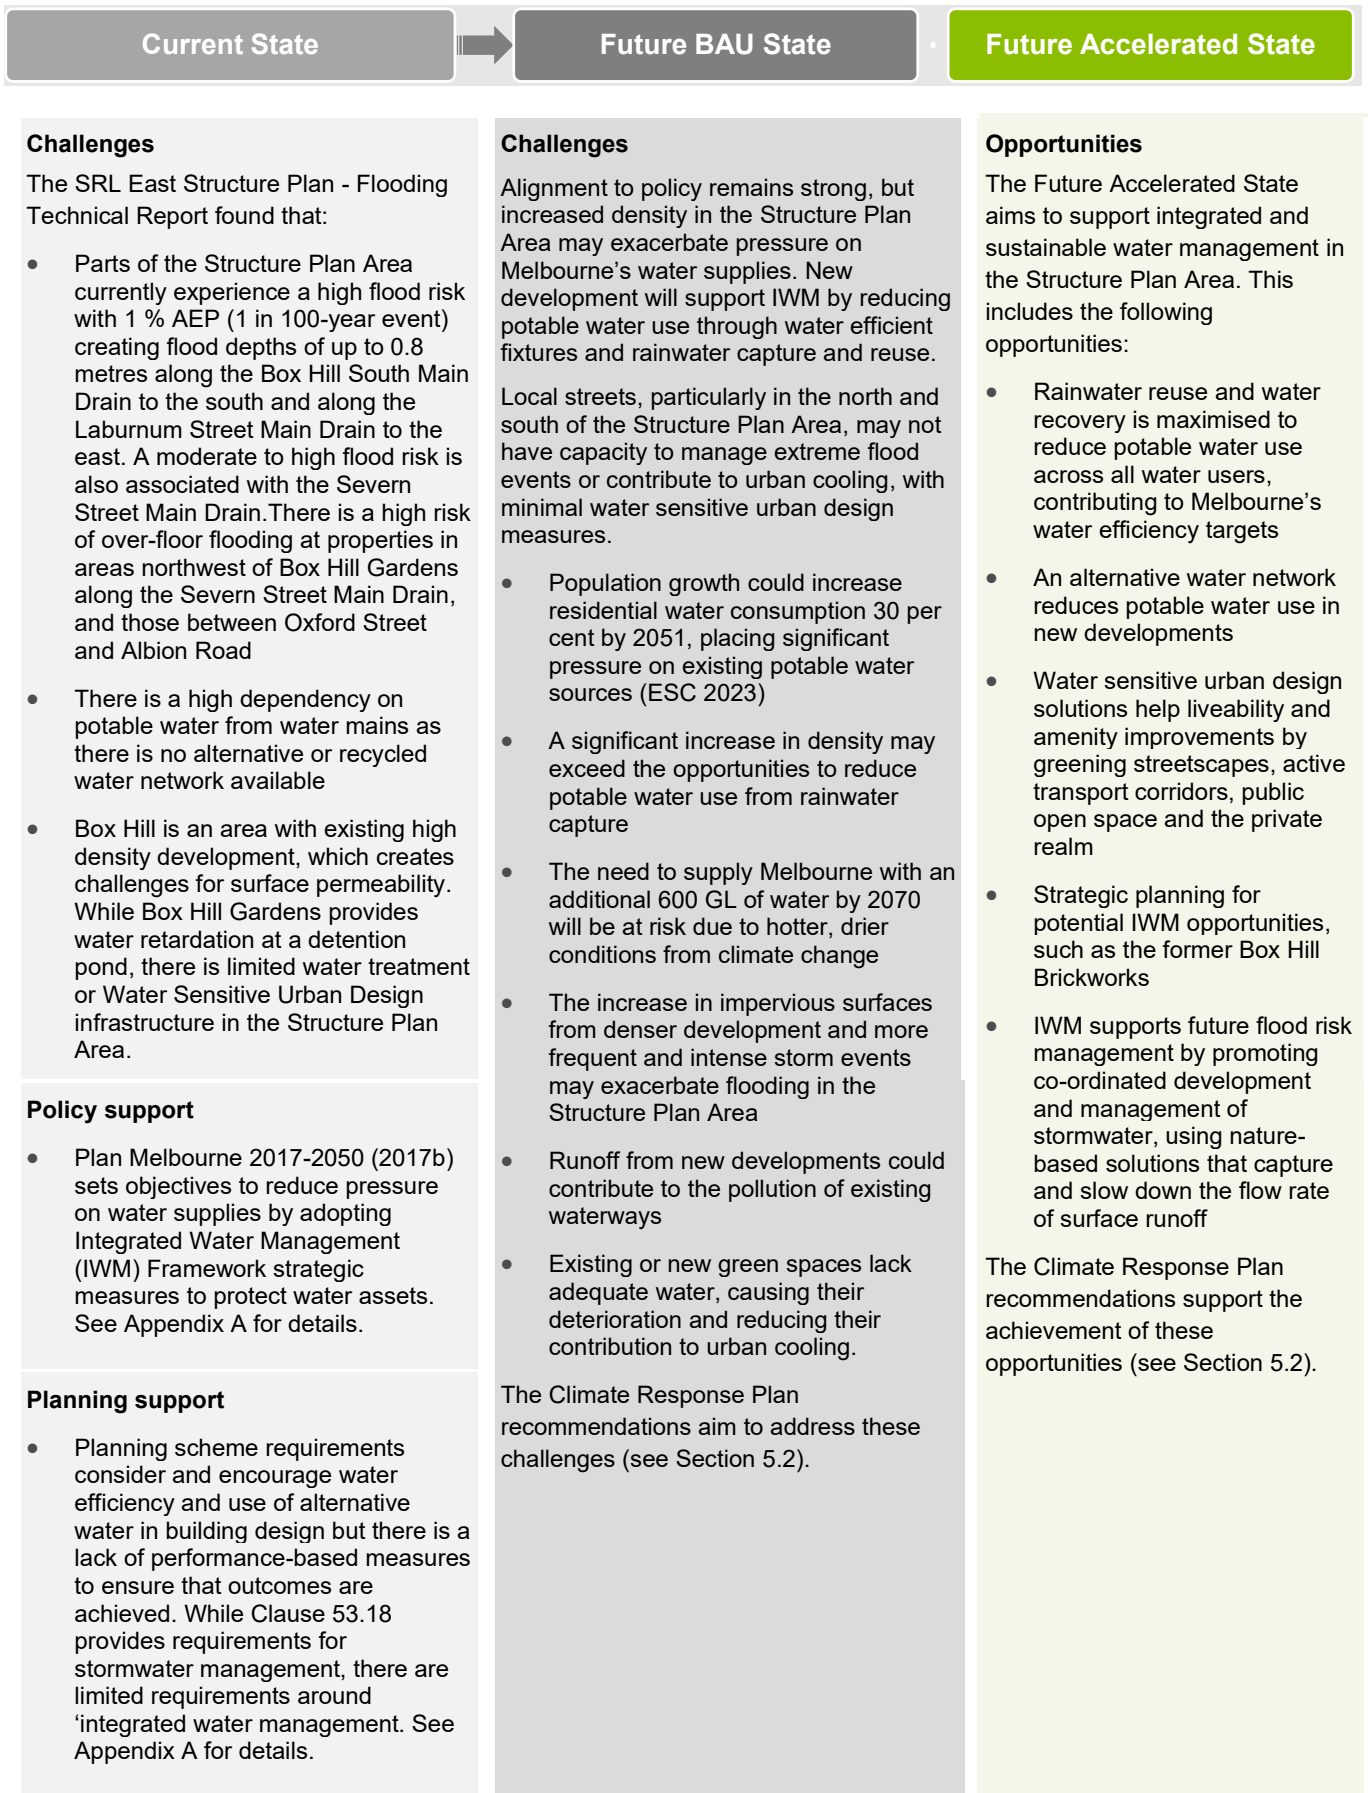 Current State
Future BAU State
Future Accelerated State
Challenges
The SRL East Structure Plan - Flooding
Technical Report found that:
• Parts of the Structure Plan Area
currently experience a high flood risk
with 1 % AEP (1 in 100-year event)
creating flood depths of up to 0.8
metres along the Box Hill South Main
Drain to the south and along the
Laburnum Street Main Drain to the
east. A moderate to high flood risk is
also associated with the Severn
Street Main Drain.There is a high risk
of over-floor flooding at properties in
areas northwest of Box Hill Gardens
along the Severn Street Main Drain,
and those between Oxford Street
and Albion Road
• There is a high dependency on
potable water from water mains as
there is no alternative or recycled
water network available
• Box Hill is an area with existing high
density development, which creates
challenges for surface permeability.
While Box Hill Gardens provides
water retardation at a detention
pond, there is limited water treatment
or Water Sensitive Urban Design
infrastructure in the Structure Plan
Area.
Policy support
• Plan Melbourne 2017-2050 (2017b)
sets objectives to reduce pressure
on water supplies by adopting
Integrated Water Management
(IWM) Framework strategic
measures to protect water assets.
See Appendix A for details.
Planning support
• Planning scheme requirements
consider and encourage water
efficiency and use of alternative
water in building design but there is a
lack of performance-based measures
to ensure that outcomes are
achieved. While Clause 53.18
provides requirements for
stormwater management, there are
limited requirements around
‘integrated water management. See
Appendix A for details.
Challenges
Alignment to policy remains strong, but
increased density in the Structure Plan
Area may exacerbate pressure on
Melbourne’s water supplies. New
development will support IWM by reducing
potable water use through water efficient
fixtures and rainwater capture and reuse.
Local streets, particularly in the north and
south of the Structure Plan Area, may not
have capacity to manage extreme flood
events or contribute to urban cooling, with
minimal water sensitive urban design
measures.
• Population growth could increase
residential water consumption 30 per
cent by 2051, placing significant
pressure on existing potable water
sources (ESC 2023)
• A significant increase in density may
exceed the opportunities to reduce
potable water use from rainwater
capture
• The need to supply Melbourne with an
additional 600 GL of water by 2070
will be at risk due to hotter, drier
conditions from climate change
• The increase in impervious surfaces
from denser development and more
frequent and intense storm events
may exacerbate flooding in the
Structure Plan Area
• Runoff from new developments could
contribute to the pollution of existing
waterways
• Existing or new green spaces lack
adequate water, causing their
deterioration and reducing their
contribution to urban cooling.
The Climate Response Plan
recommendations aim to address these
challenges (see Section 5.2).
Opportunities
The Future Accelerated State
aims to support integrated and
sustainable water management in
the Structure Plan Area. This
includes the following
opportunities:
• Rainwater reuse and water
recovery is maximised to
reduce potable water use
across all water users,
contributing to Melbourne’s
water efficiency targets
• An alternative water network
reduces potable water use in
new developments
• Water sensitive urban design
solutions help liveability and
amenity improvements by
greening streetscapes, active
transport corridors, public
open space and the private
realm
• Strategic planning for
potential IWM opportunities,
such as the former Box Hill
Brickworks
• IWM supports future flood risk
management by promoting
co-ordinated development
and management of
stormwater, using nature-
based solutions that capture
and slow down the flow rate
of surface runoff
The Climate Response Plan
recommendations support the
achievement of these
opportunities (see Section 5.2).